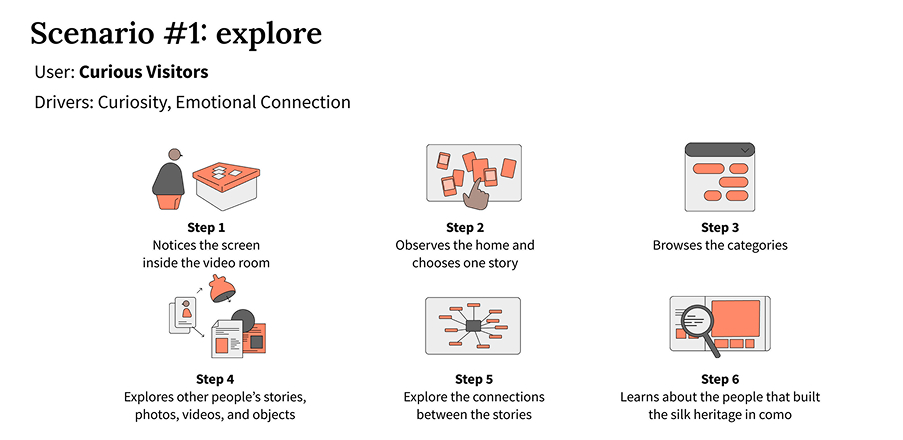 Scenario #1: explore
User: Curious Visitors
Drivers: Curiosity, Emotional Connection
Step 1
Notices the screen
inside the video room
Step 2
Observes the home and
chooses one story
Step 3
Browses the categories
Step 4
Explores other people's stories,
photos, videos, and objects
Step 5
Explore the connections
between the stories
Step 6
Learns about the people that built
the silk heritage in como